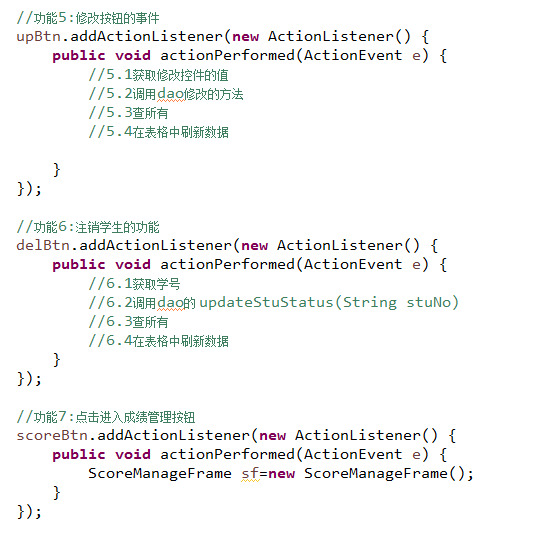 //功能5:修改按钮的事件
upBtn.addActionListener(new ActionListener() {
public void actionPerformed(ActionEvent e) {
//5.1获取修改控件的值
//5.2调用dao修改的方法
//5.3查所有
//5.4在表格中刷新数据
}
});
//功能6:注销学生的功能
delBtn.addActionListener(new ActionListener() {
public void actionPerformed(ActionEvent e) {
//6.1获取学号
//6.2调用dao的 updateStuStatus(String stuNo)
//6.3查所有
//6.4在表格中刷新数据
}
});
//功能7:点击进入成绩管理按钮
scoreBtn.addActionListener(new ActionListener() {
public void actionPerformed(ActionEvent e) {
ScoreManageFrame sf=new ScoreManageFrame();
}
});